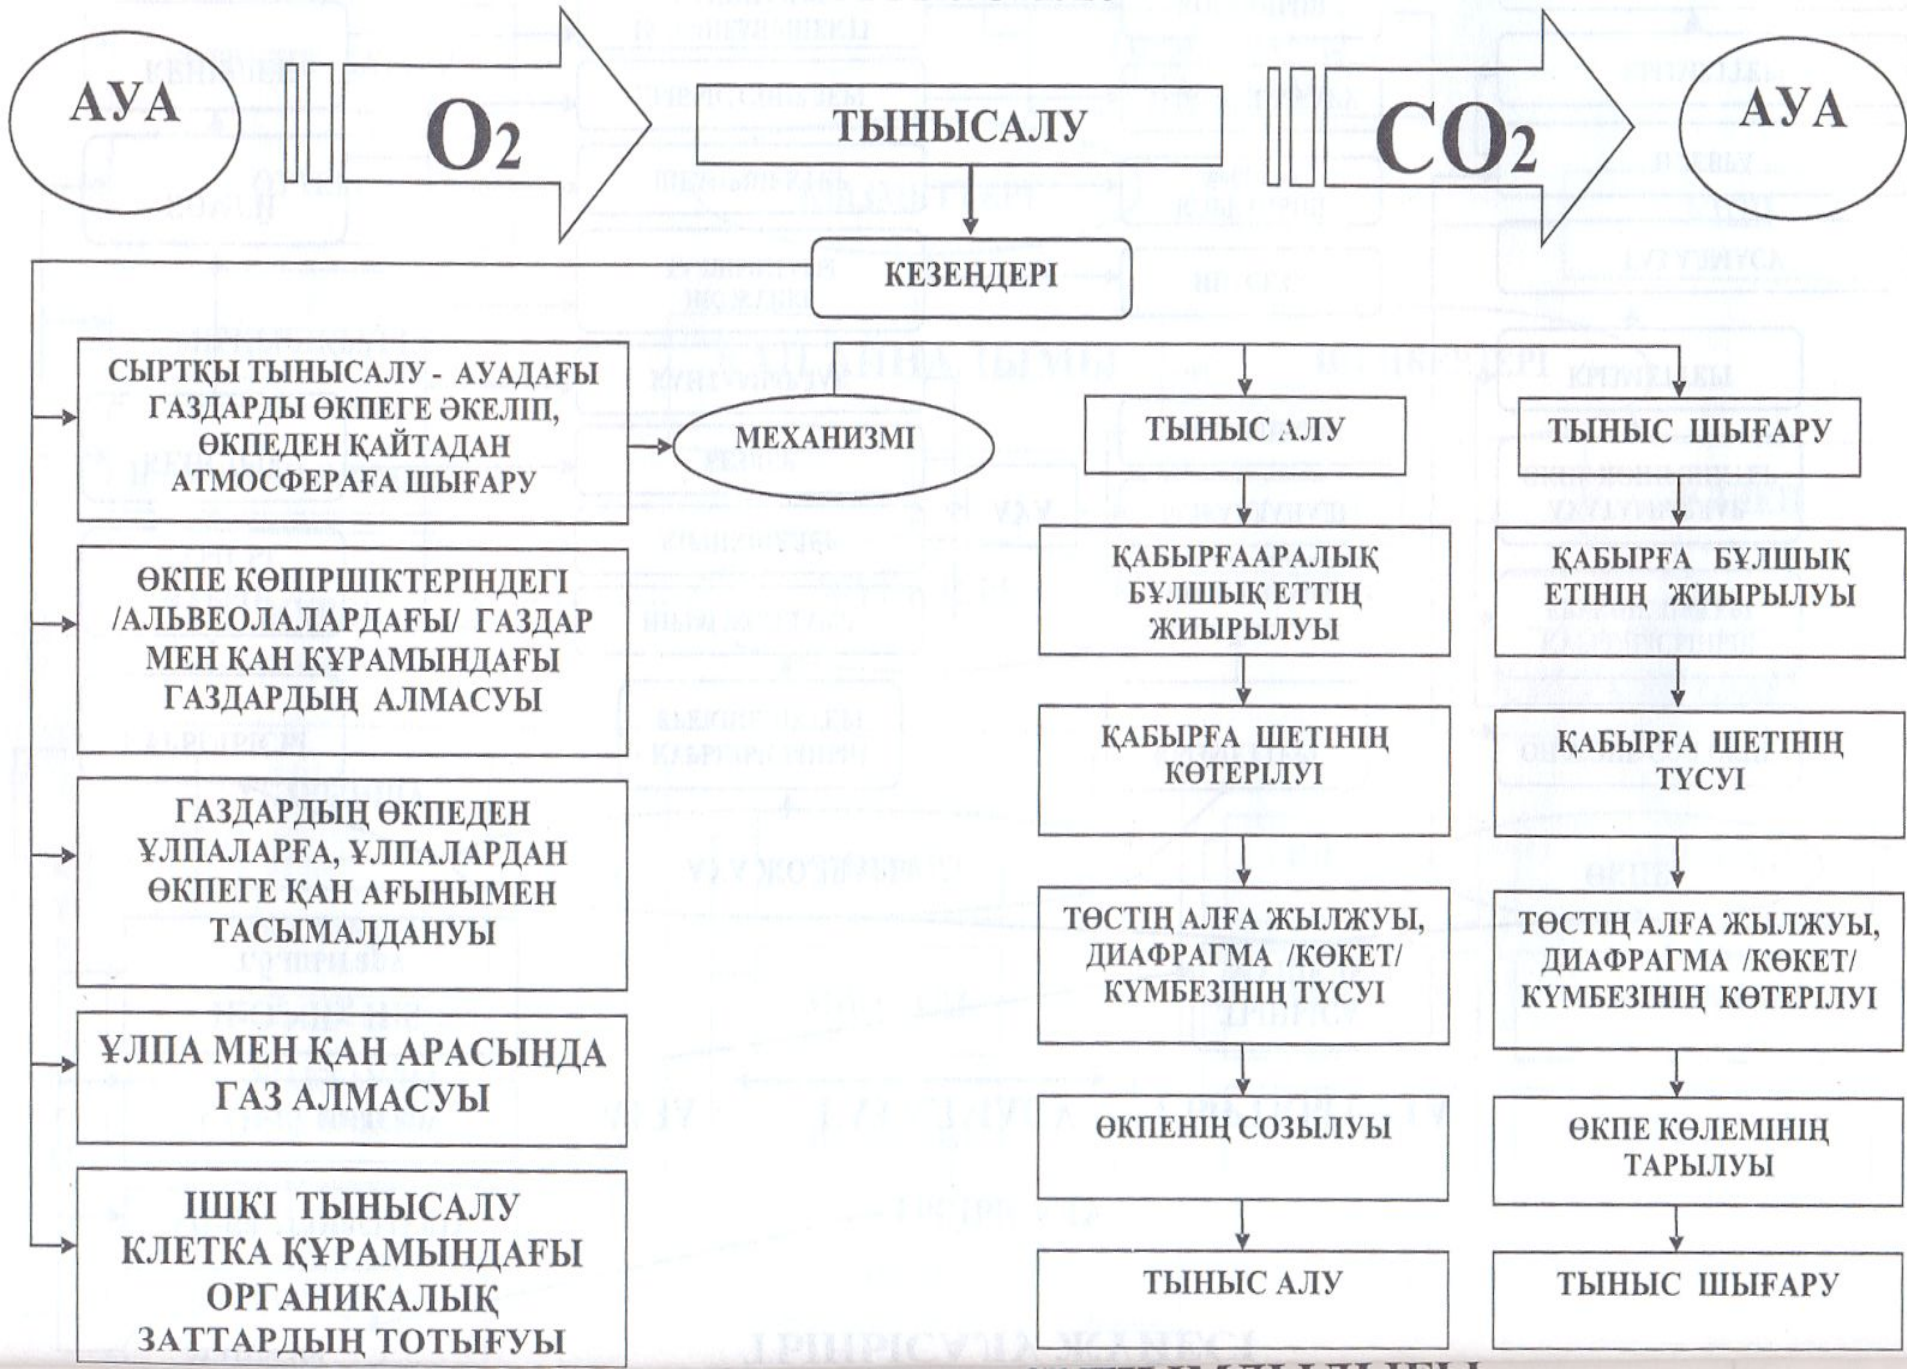 АУА
O2
ТЫНЫСАЛУ
CO2
АУА
КЕЗЕҢДЕРІ
СЫРТҚЫ ТЫНЫСАЛУ - АУАДАҒЫ
ГАЗДАРДЫ ӨКПЕГЕ ӘКЕЛІП,
ӨКПЕДЕН ҚАЙТАДАН
АТМОСФЕРАҒА ШЫҒАРУ
ӨКПЕ КӨПІРШІКТЕРІНДЕГІ
/АЛЬВЕОЛАЛАРДАҒЫ/ ГАЗДАР
МЕН ҚАН ҚҰРАМЫНДАҒЫ
ГАЗДАРДЫҢ АЛМАСУЫ
ГАЗДАРДЫҢ ӨКПЕДЕН
ҰЛПАЛАРҒА, ҰЛПАЛАРДАН
ӨКПЕГЕ ҚАН АҒЫНЫМЕН
ТАСЫМАЛДАНУЫ
ҰЛПА МЕН ҚАН АРАСЫНДА
ГАЗ АЛМАСУЫ
ІШКІ ТЫНЫСАЛУ
КЛЕТКА ҚҰРАМЫНДАҒЫ
ОРГАНИКАЛЫҚ
ЗАТТАРДЫҢ ТОТЫҒУЫ
МЕХАНИЗМІ
ТЫНЫС АЛУ
ҚАБЫРҒААРАЛЫҚ
БҰЛШЫҚ ЕТТІҢ
ЖИЫРЫЛУЫ
ҚАБЫРҒА ШЕТІНІҢ
КӨТЕРІЛУІ
ТӨСТІҢ АЛҒА ЖЫЛЖУЫ,
ДИАФРАГМА /КӨКЕТ/
КҮМБЕЗІНІҢ ТҮСУІ
ӨКПЕНІҢ СОЗЫЛУЫ
ТЫНЫС АЛУ
ТЫНЫС ШЫҒАРУ
ҚАБЫРҒА БҰЛШЫҚ
ЕТІНІҢ ЖИЫРЫЛУЫ
ҚАБЫРҒА ШЕТІНІҢ
ТҮСУІ
ТӨСТІҢ АЛҒА ЖЫЛЖУЫ,
ДИАФРАГМА /КӨКЕТ/
КҮМБЕЗІНІҢ КӨТЕРІЛУІ
ӨКПЕ КӨЛЕМІНІҢ
ТАРЫЛУЫ
ТЫНЫС ШЫҒАРУ